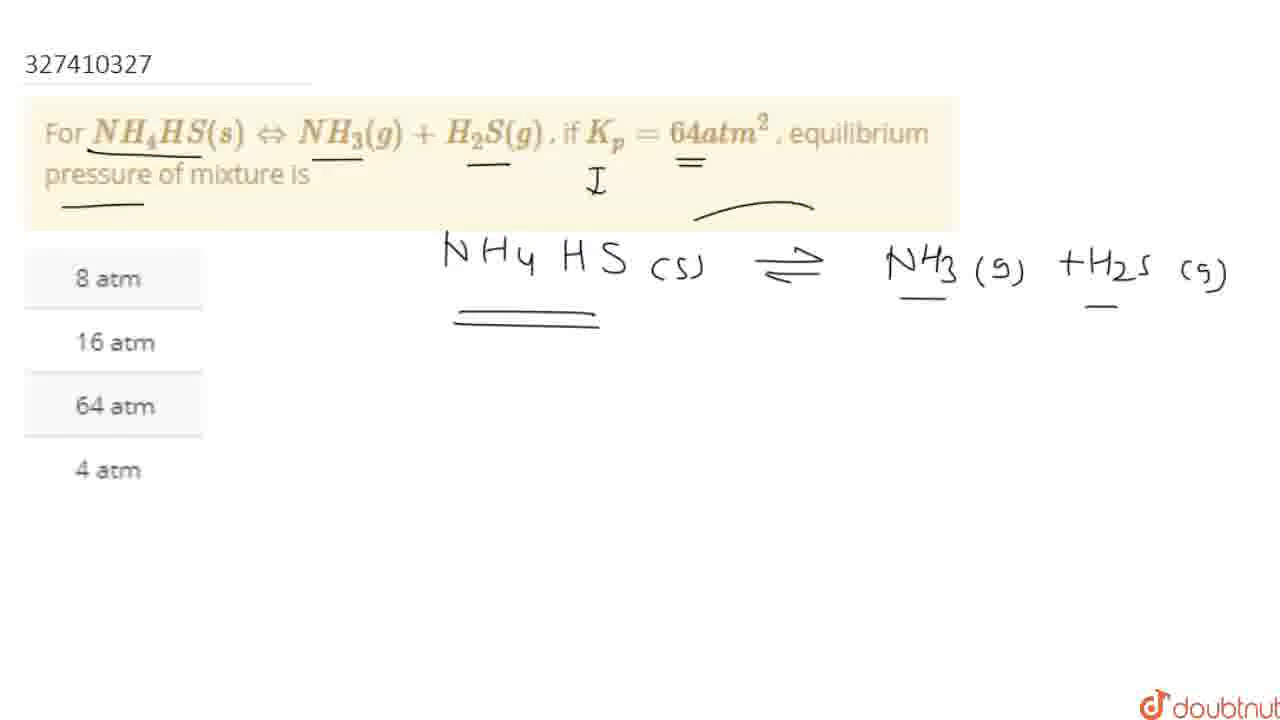 327410327
For NH₄HS(s) ⇔ NH₃(g) + H₂S(g), if Kₚ = 64atm², equilibrium
pressure of mixture is
I
NH4 HS (s) ⇌ NH3 (g) + H2S (g)
8 atm
16 atm
64 atm
4 atm
doubtnut